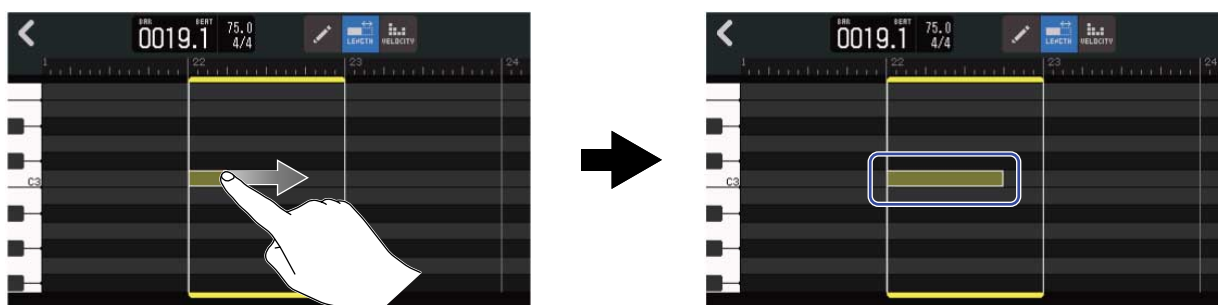 BAR BEAT
0019.1 75.0
4/4
LENGTH VELOCITY
1 22 23 24
C3
BAR BEAT
0019.1 75.0
4/4
LENGTH VELOCITY
1 22 23 24
C3